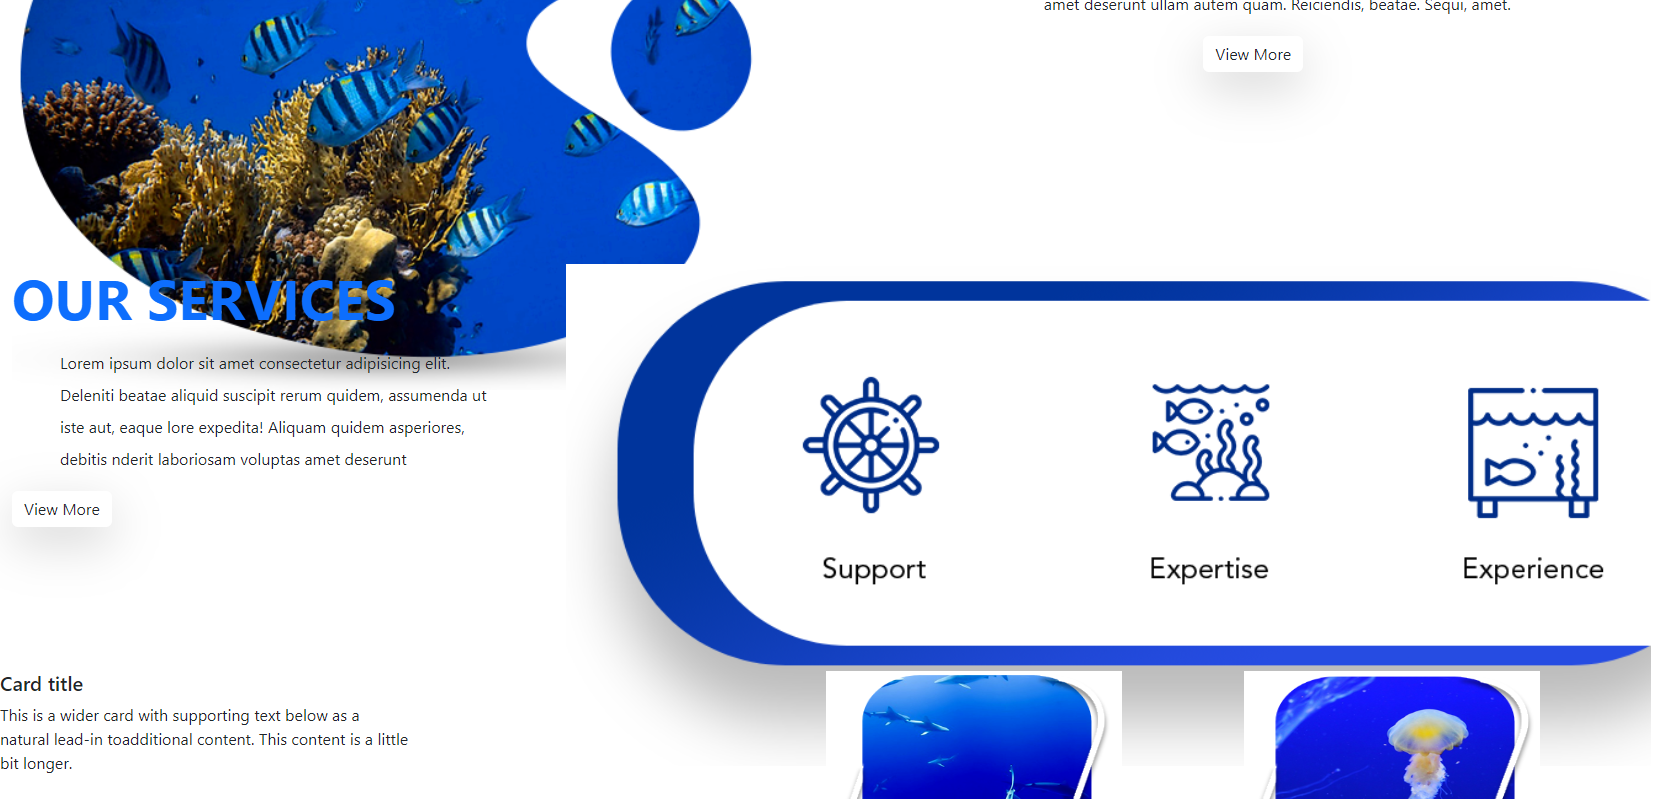 amet deserunt ullam autem quam. Reiciendis, beatae. Sequi, amet.
View More
OUR SERVICES
Lorem ipsum dolor sit amet consectetur adipisicing elit.
Deleniti beatae aliquid suscipit rerum quidem, assumenda ut
iste aut, eaque lore expedita! Aliquam quidem asperiores,
debitis nderit laboriosam voluptas amet deserunt
View More
Support
Expertise
Experience
Card title
This is a wider card with supporting text below as a
natural lead-in toadditional content. This content is a little
bit longer.